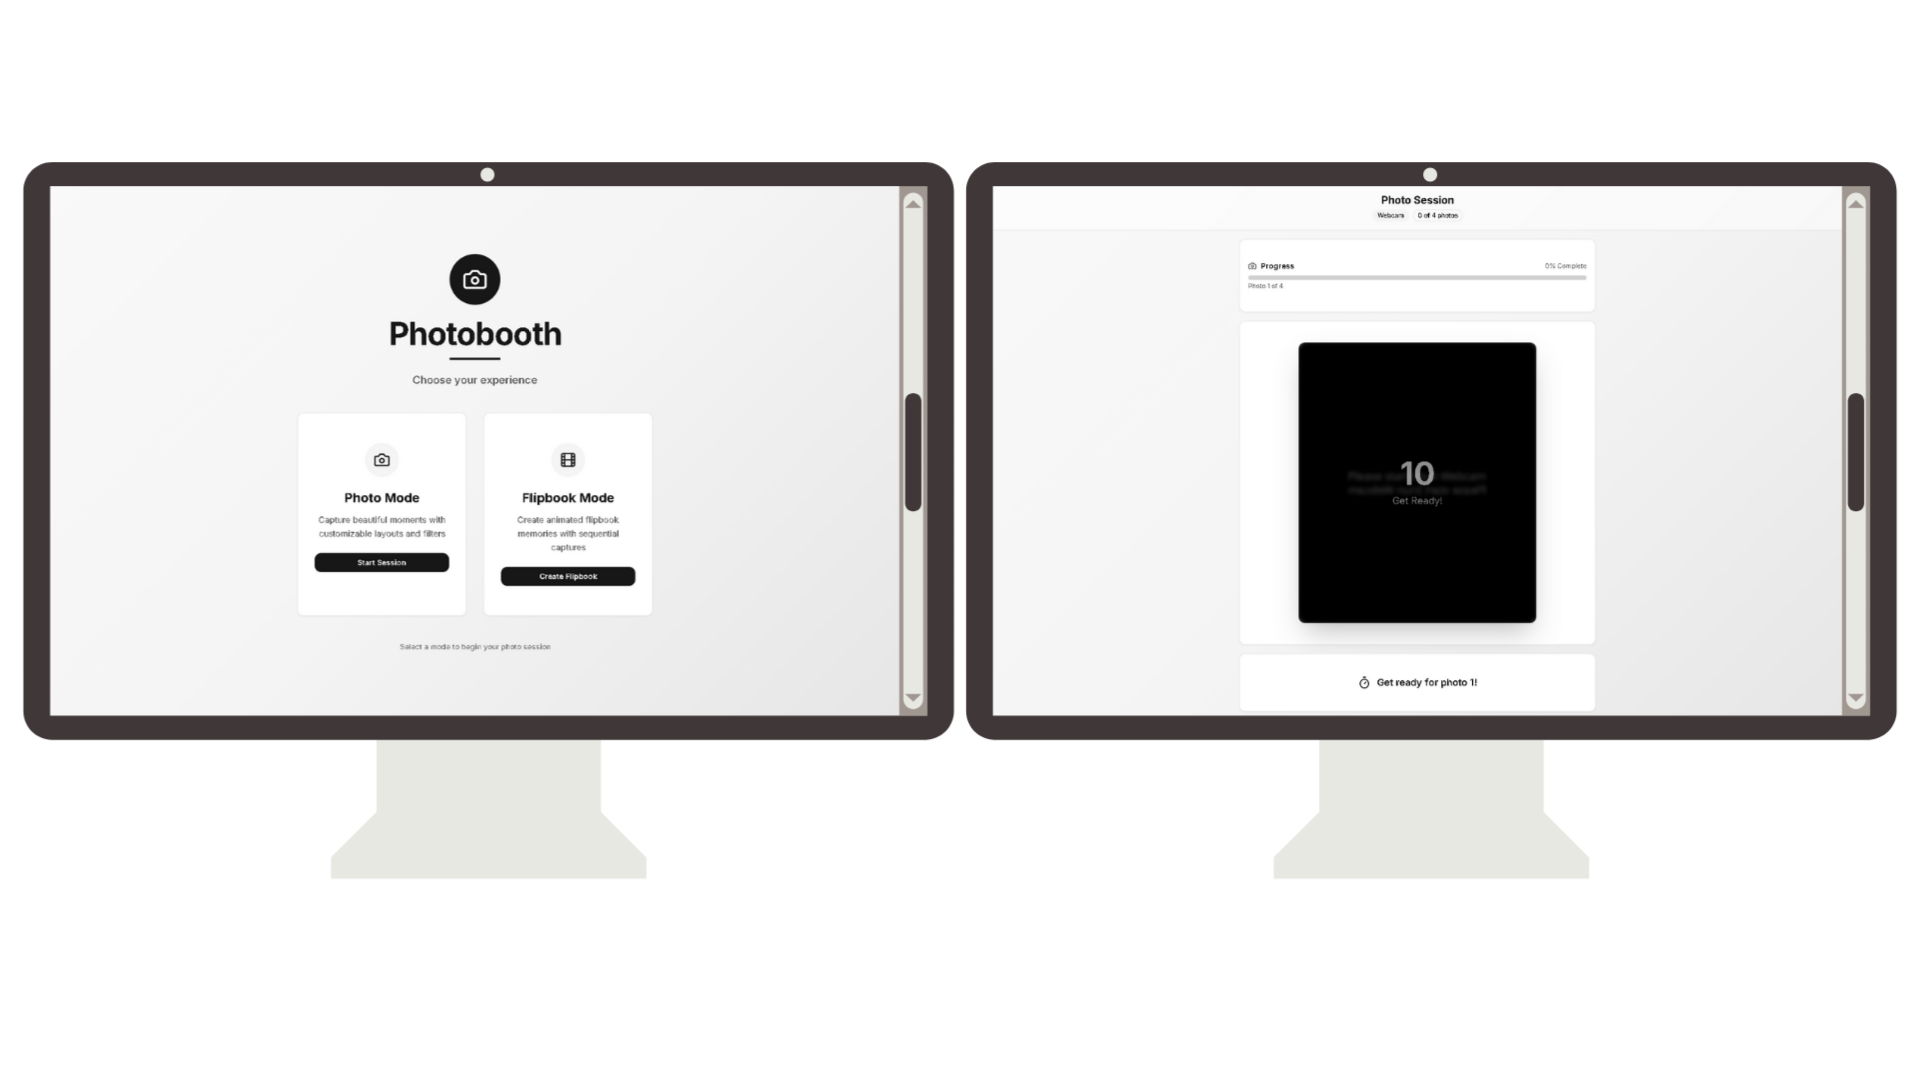 Photobooth
Choose your experience
Photo Mode
Capture beautiful moments with
customizable layouts and filters
Start Session
Flipbook Mode
Create animated flipbook
memories with sequential
captures
Create Flipbook
Select a mode to begin your photo session
Photo Session
Webcam 0 of 4 photos
Progress 0% Complete
Photo 1 of 4
10
Get Ready!
Get ready for photo 1!